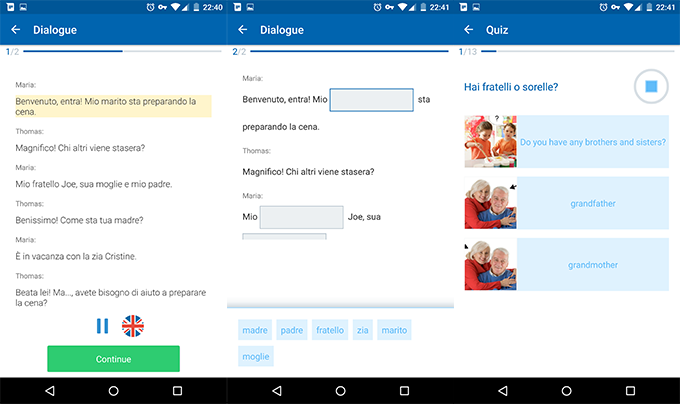 22:40
Dialogue
1/2
Maria:
Benvenuto, entra! Mio marito sta preparando la
cena.
Thomas:
Magnifico! Chi altri viene stasera?
Maria:
Mio fratello Joe, sua moglie e mio padre.
Thomas:
Benissimo! Come sta tua madre?
Maria:
È in vacanza con la zia Cristine.
Thomas:
Beata lei! Ma..., avete bisogno di aiuto a preparare
la cena?
Continue
22:41
Dialogue
2/2
Maria:
Benvenuto, entra! Mio sta
preparando la cena.
Thomas:
Magnifico! Chi altri viene stasera?
Maria:
Mio Joe, sua
madre padre fratello zia marito
moglie
22:41
Quiz
1/13
Hai fratelli o sorelle?
?
Do you have any brothers and sisters?
grandfather
grandmother